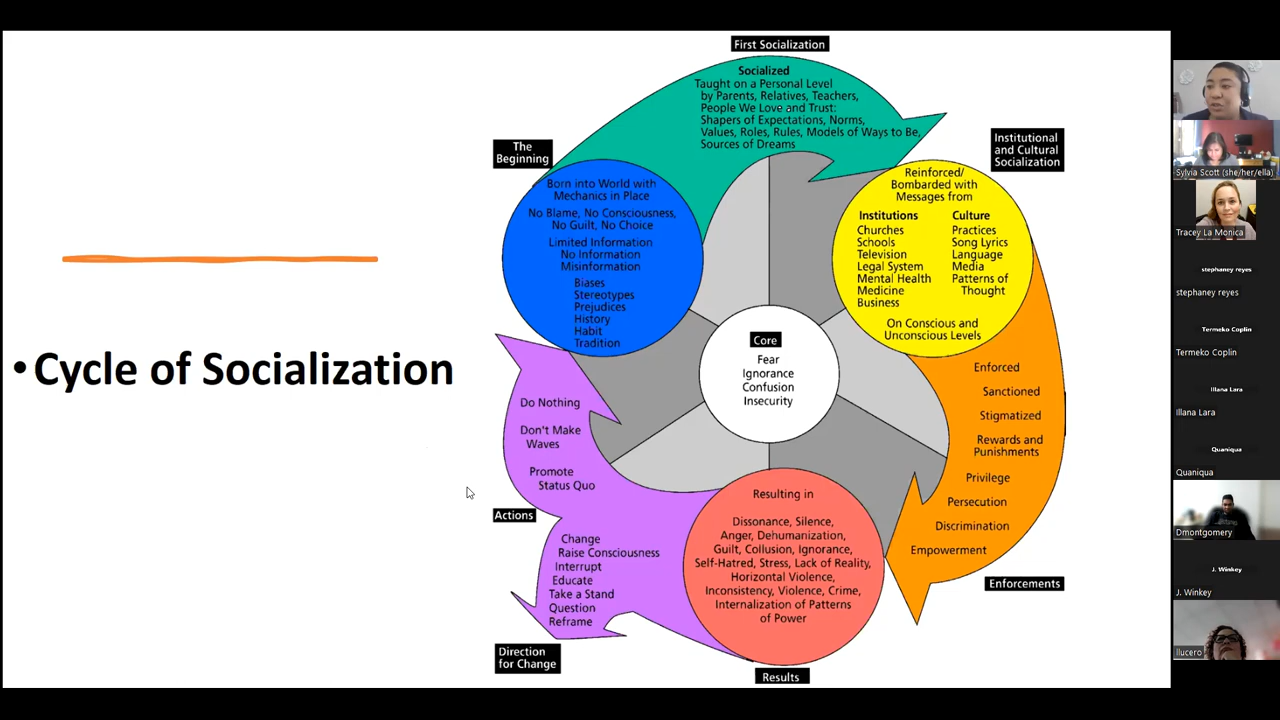 • Cycle of Socialization
First Socialization
Socialized
Taught on a Personal Level
by Parents, Relatives, Teachers,
People We Love and Trust:
Shapers of Expectations, Norms,
Values, Roles, Rules, Models of Ways to Be,
Sources of Dreams
The
Beginning
Born into World with
Mechanics in Place
No Blame, No Consciousness,
No Guilt, No Choice
Limited Information
No Information
Misinformation
Biases
Stereotypes
Prejudices
History
Habit
Tradition
Institutional
and Cultural
Socialization
Reinforced/
Bombarded with
Messages from
Institutions
Churches
Schools
Television
Legal System
Mental Health
Medicine
Business
Culture
Practices
Song Lyrics
Language
Media
Patterns of
Thought
On Conscious and
Unconscious Levels
Core
Fear
Ignorance
Confusion
Insecurity
Enforced
Sanctioned
Stigmatized
Rewards and
Punishments
Privilege
Persecution
Discrimination
Empowerment
Enforcements
Resulting in
Dissonance, Silence,
Anger, Dehumanization,
Guilt, Collusion, Ignorance,
Self-Hatred, Stress, Lack of Reality,
Horizontal Violence,
Inconsistency, Violence, Crime,
Internalization of Patterns
of Power
Results
Do Nothing
Don't Make
Waves
Promote
Status Quo
Actions
Change
Raise Consciousness
Interrupt
Educate
Take a Stand
Question
Reframe
Direction
for Change
Sylvia Scott (she/her/ella)
Tracey La Monica
stephaney reyes
stephaney reyes
Termeko Coplin
Termeko Coplin
Illana Lara
Illana Lara
Quaniqua
Quaniqua
Dmontgomery
J. Winkey
J. Winkey
llucero